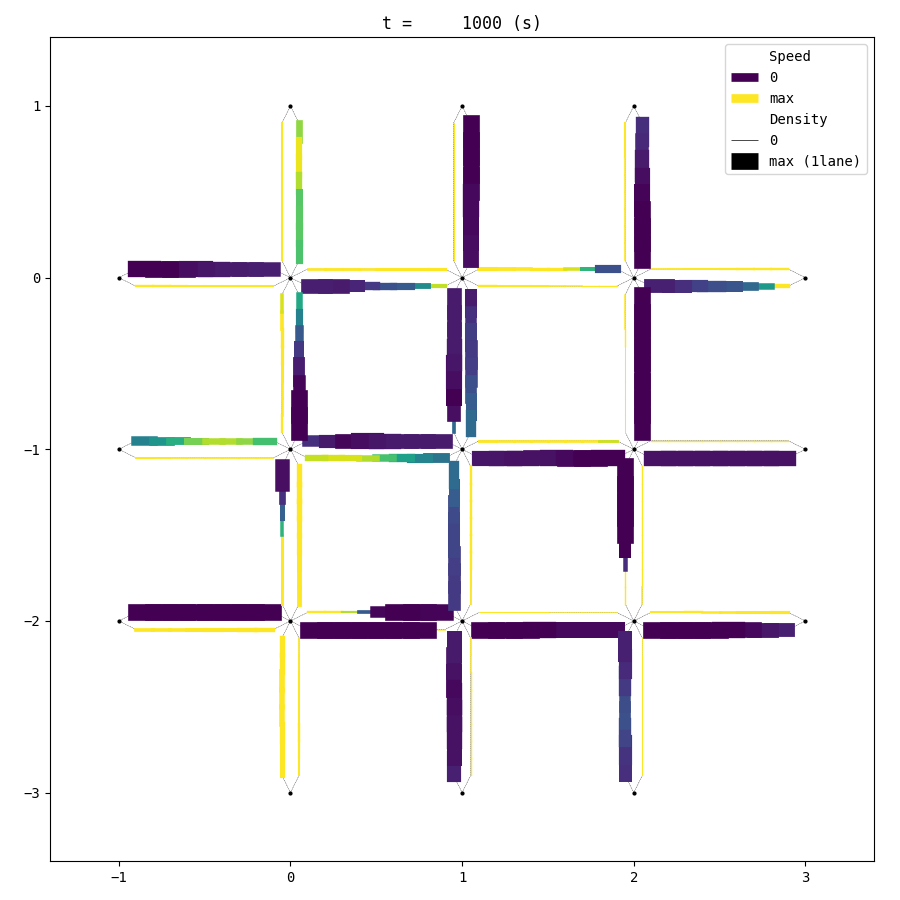 t =      1000 (s)
Speed
0
max
Density
0
max (1lane)
1
0
−1
−2
−3
−1 0 1 2 3